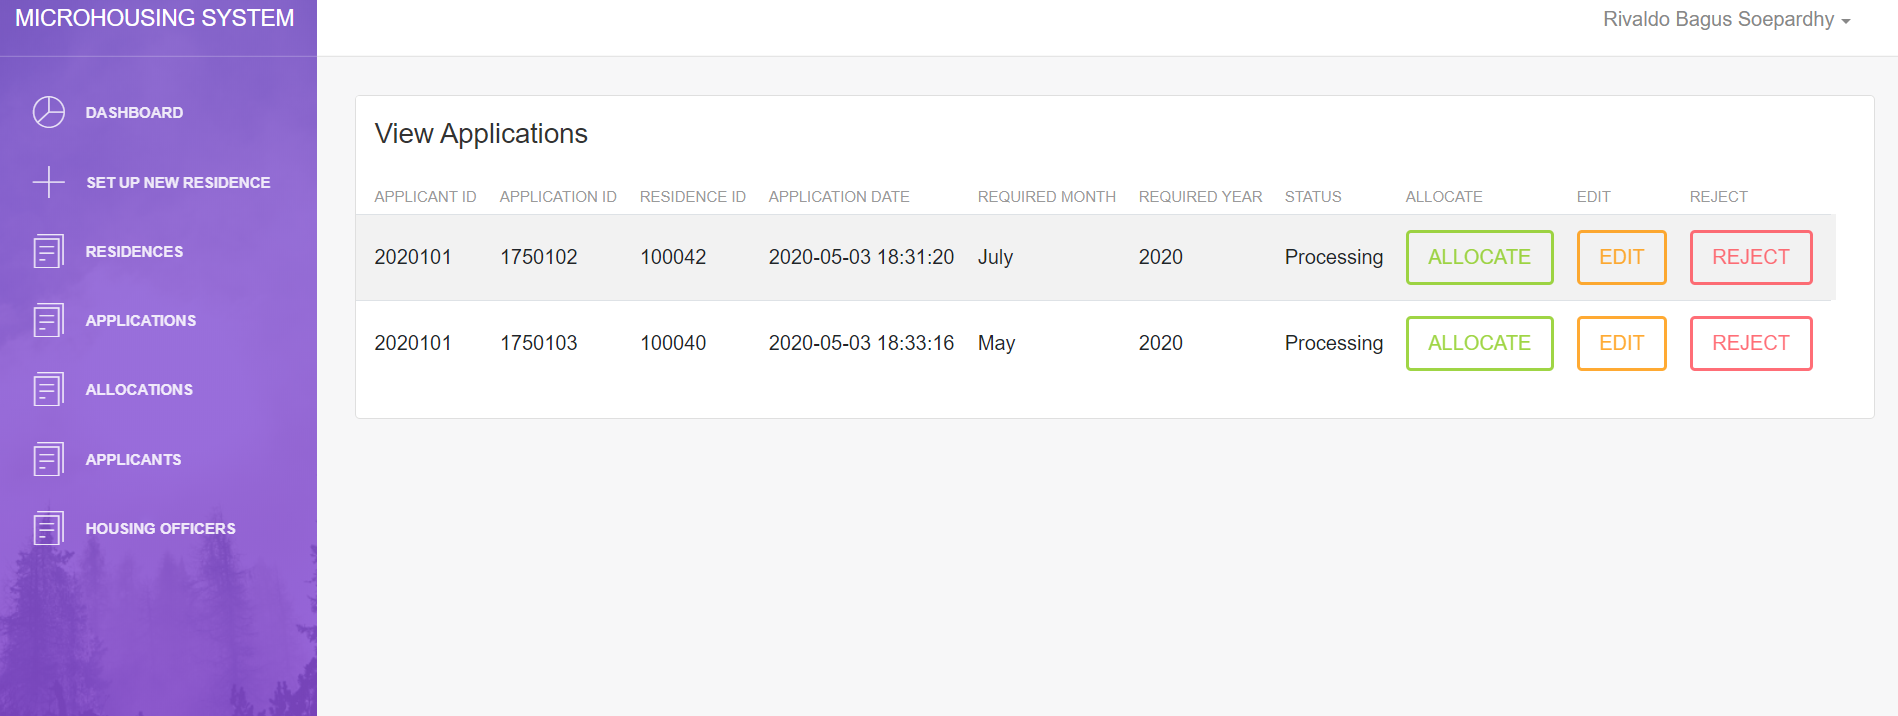 MICROHOUSING SYSTEM
Rivaldo Bagus Soepardhy
DASHBOARD
SET UP NEW RESIDENCE
RESIDENCES
APPLICATIONS
ALLOCATIONS
APPLICANTS
HOUSING OFFICERS
View Applications
APPLICANT ID APPLICATION ID RESIDENCE ID APPLICATION DATE REQUIRED MONTH REQUIRED YEAR STATUS ALLOCATE EDIT REJECT
2020101 1750102 100042 2020-05-03 18:31:20 July 2020 Processing ALLOCATE EDIT REJECT
2020101 1750103 100040 2020-05-03 18:33:16 May 2020 Processing ALLOCATE EDIT REJECT